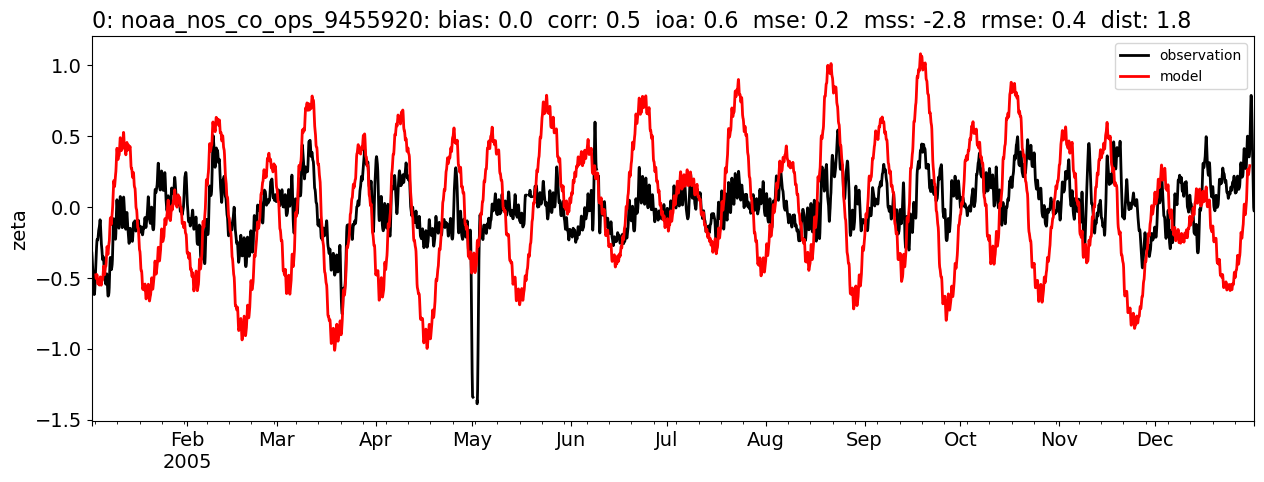 0: noaa_nos_co_ops_9455920: bias: 0.0  corr: 0.5  ioa: 0.6  mse: 0.2  mss: -2.8  rmse: 0.4  dist: 1.8
observation
model
1.0
0.5
0.0
−0.5
−1.0
−1.5
zeta
Feb Mar Apr May Jun Jul Aug Sep Oct Nov Dec
2005